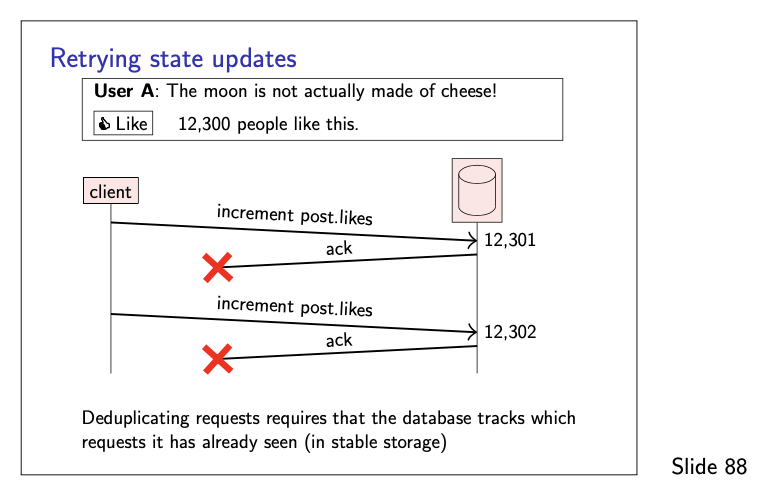 Retrying state updates
User A: The moon is not actually made of cheese!
Like 12,300 people like this.
client
increment post.likes
12,301
ack
increment post.likes
12,302
ack
Deduplicating requests requires that the database tracks which
requests it has already seen (in stable storage)
Slide 88